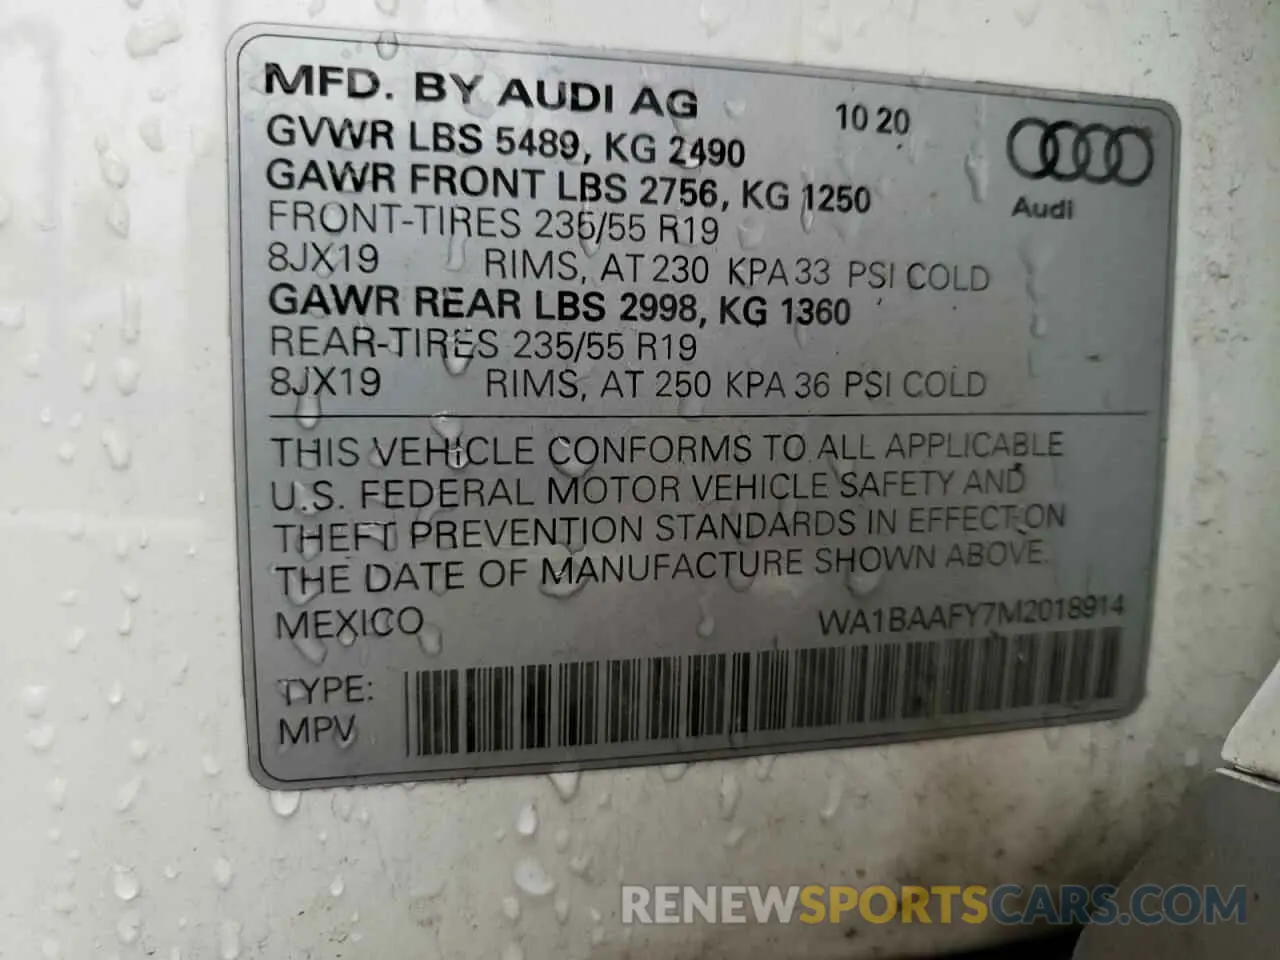 MFD. BY AUDI AG 10 20
GVWR LBS 5489, KG 2490
GAWR FRONT LBS 2756, KG 1250
Audi
FRONT-TIRES 235/55 R19
8JX19 RIMS, AT 230 KPA 33 PSI COLD
GAWR REAR LBS 2998, KG 1360
REAR-TIRES 235/55 R19
8JX19 RIMS, AT 250 KPA 36 PSI COLD
THIS VEHICLE CONFORMS TO ALL APPLICABLE
U.S. FEDERAL MOTOR VEHICLE SAFETY AND
THEFT PREVENTION STANDARDS IN EFFECT ON
THE DATE OF MANUFACTURE SHOWN ABOVE.
MEXICO WA1BAAFY7M2018914
TYPE:
MPV
RENEWSPORTSCARS.COM